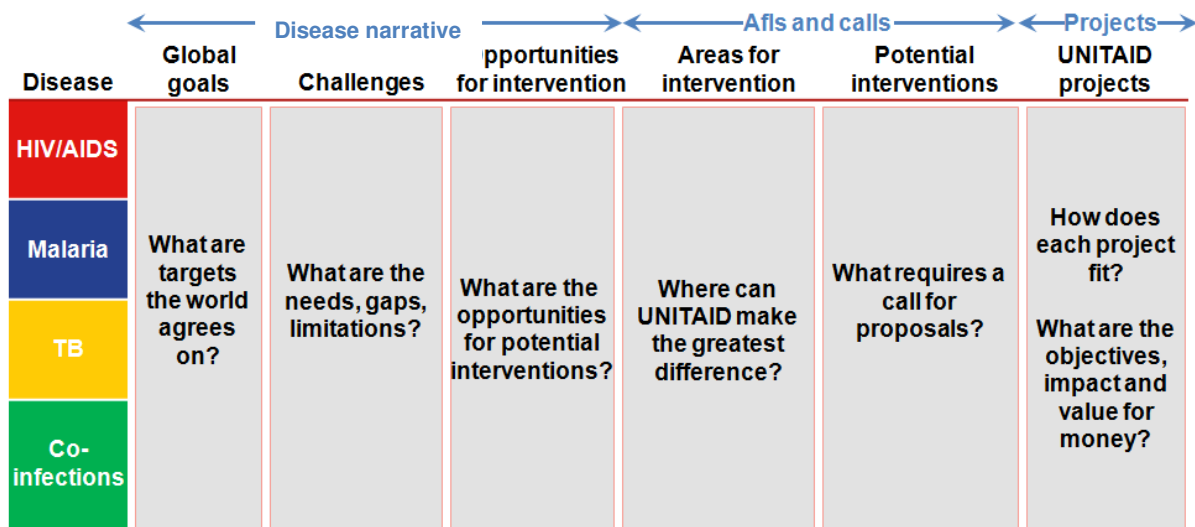 Disease narrative
AfIs and calls
Projects
Disease
Global
goals
Challenges
pportunities
for intervention
Areas for
intervention
Potential
interventions
UNITAID
projects
HIV/AIDS
Malaria
TB
Co-
infections
What are
targets
the world
agrees
on?
What are the
needs, gaps,
limitations?
What are the
opportunities
for potential
interventions?
Where can
UNITAID make
the greatest
difference?
What requires a
call for
proposals?
How does
each project
fit?
What are the
objectives,
impact and
value for
money?